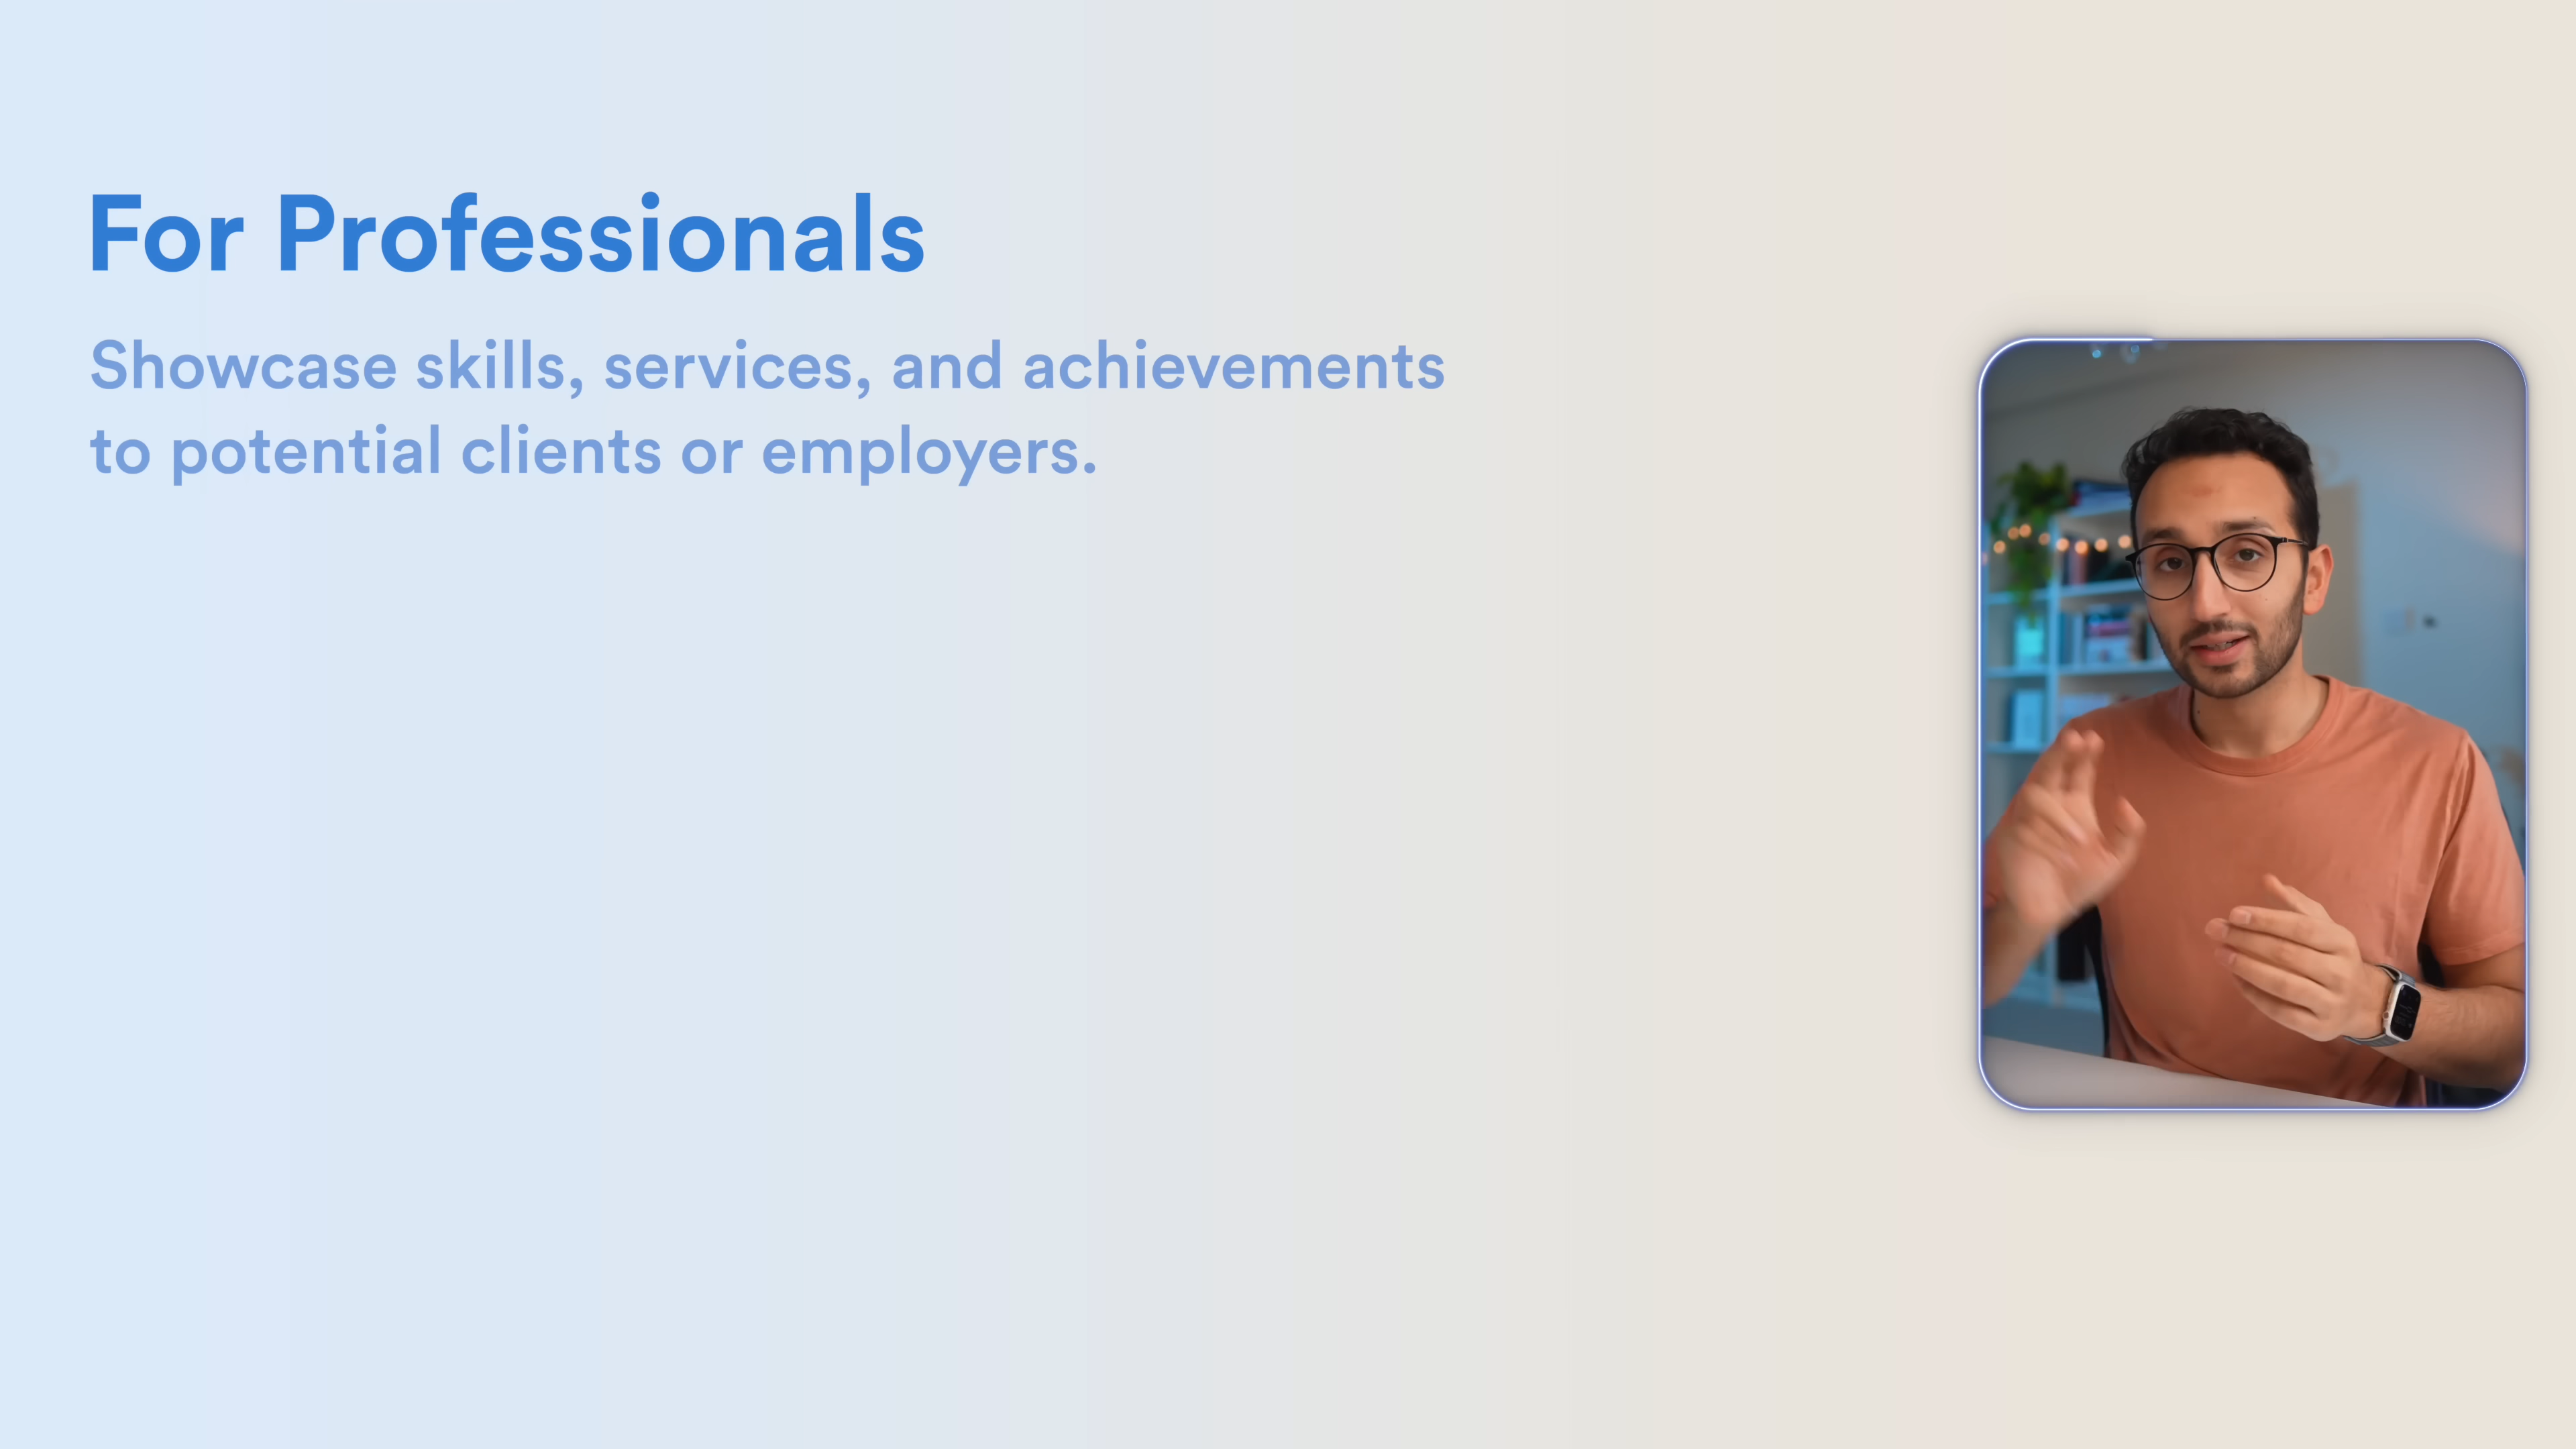 For Professionals
Showcase skills, services, and achievements
to potential clients or employers.